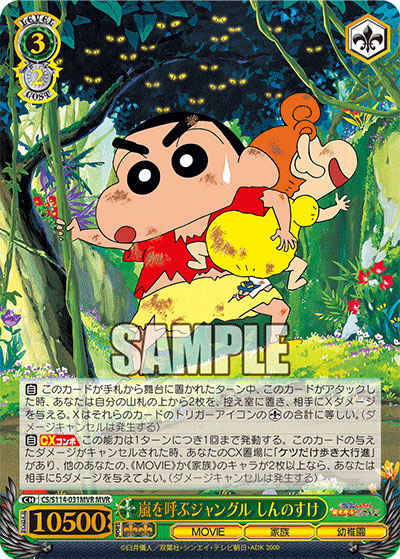 LEVEL
3
2
COST
SAMPLE
自 このカードが手札から舞台に置かれたターン中、このカードがアタックし
た時、あなたは自分の山札の上から2枚を、控え室に置き、相手にXダメージ
を与える。Xはそれらのカードのトリガーアイコンの合計に等しい。(ダ
メージキャンセルは発生する)
自 CXコンボ この能力は1ターンにつき1回まで発動する。このカードの与え
たダメージがキャンセルされた時、あなたのCX置場に「ケツだけ歩き大行進」
があり、他のあなたの、《MOVIE》か《家族》のキャラが2枚以上なら、あなたは
相手に5ダメージを与えてよい。(ダメージキャンセルは発生する)
CH CS/S114-031MVR MVR
10500
嵐を呼ぶジャングル しんのすけ
MOVIE 家族 幼稚園
©臼井儀人/双葉社・シンエイ・テレビ朝日・ADK 2000